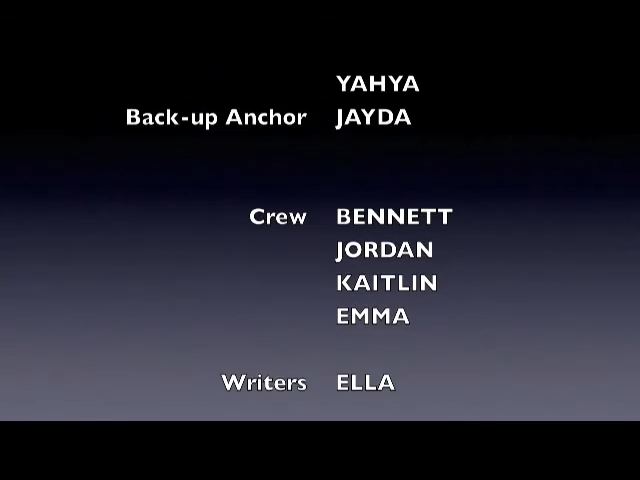 YAHYA
Back-up Anchor JAYDA
Crew BENNETT
JORDAN
KAITLIN
EMMA
Writers ELLA